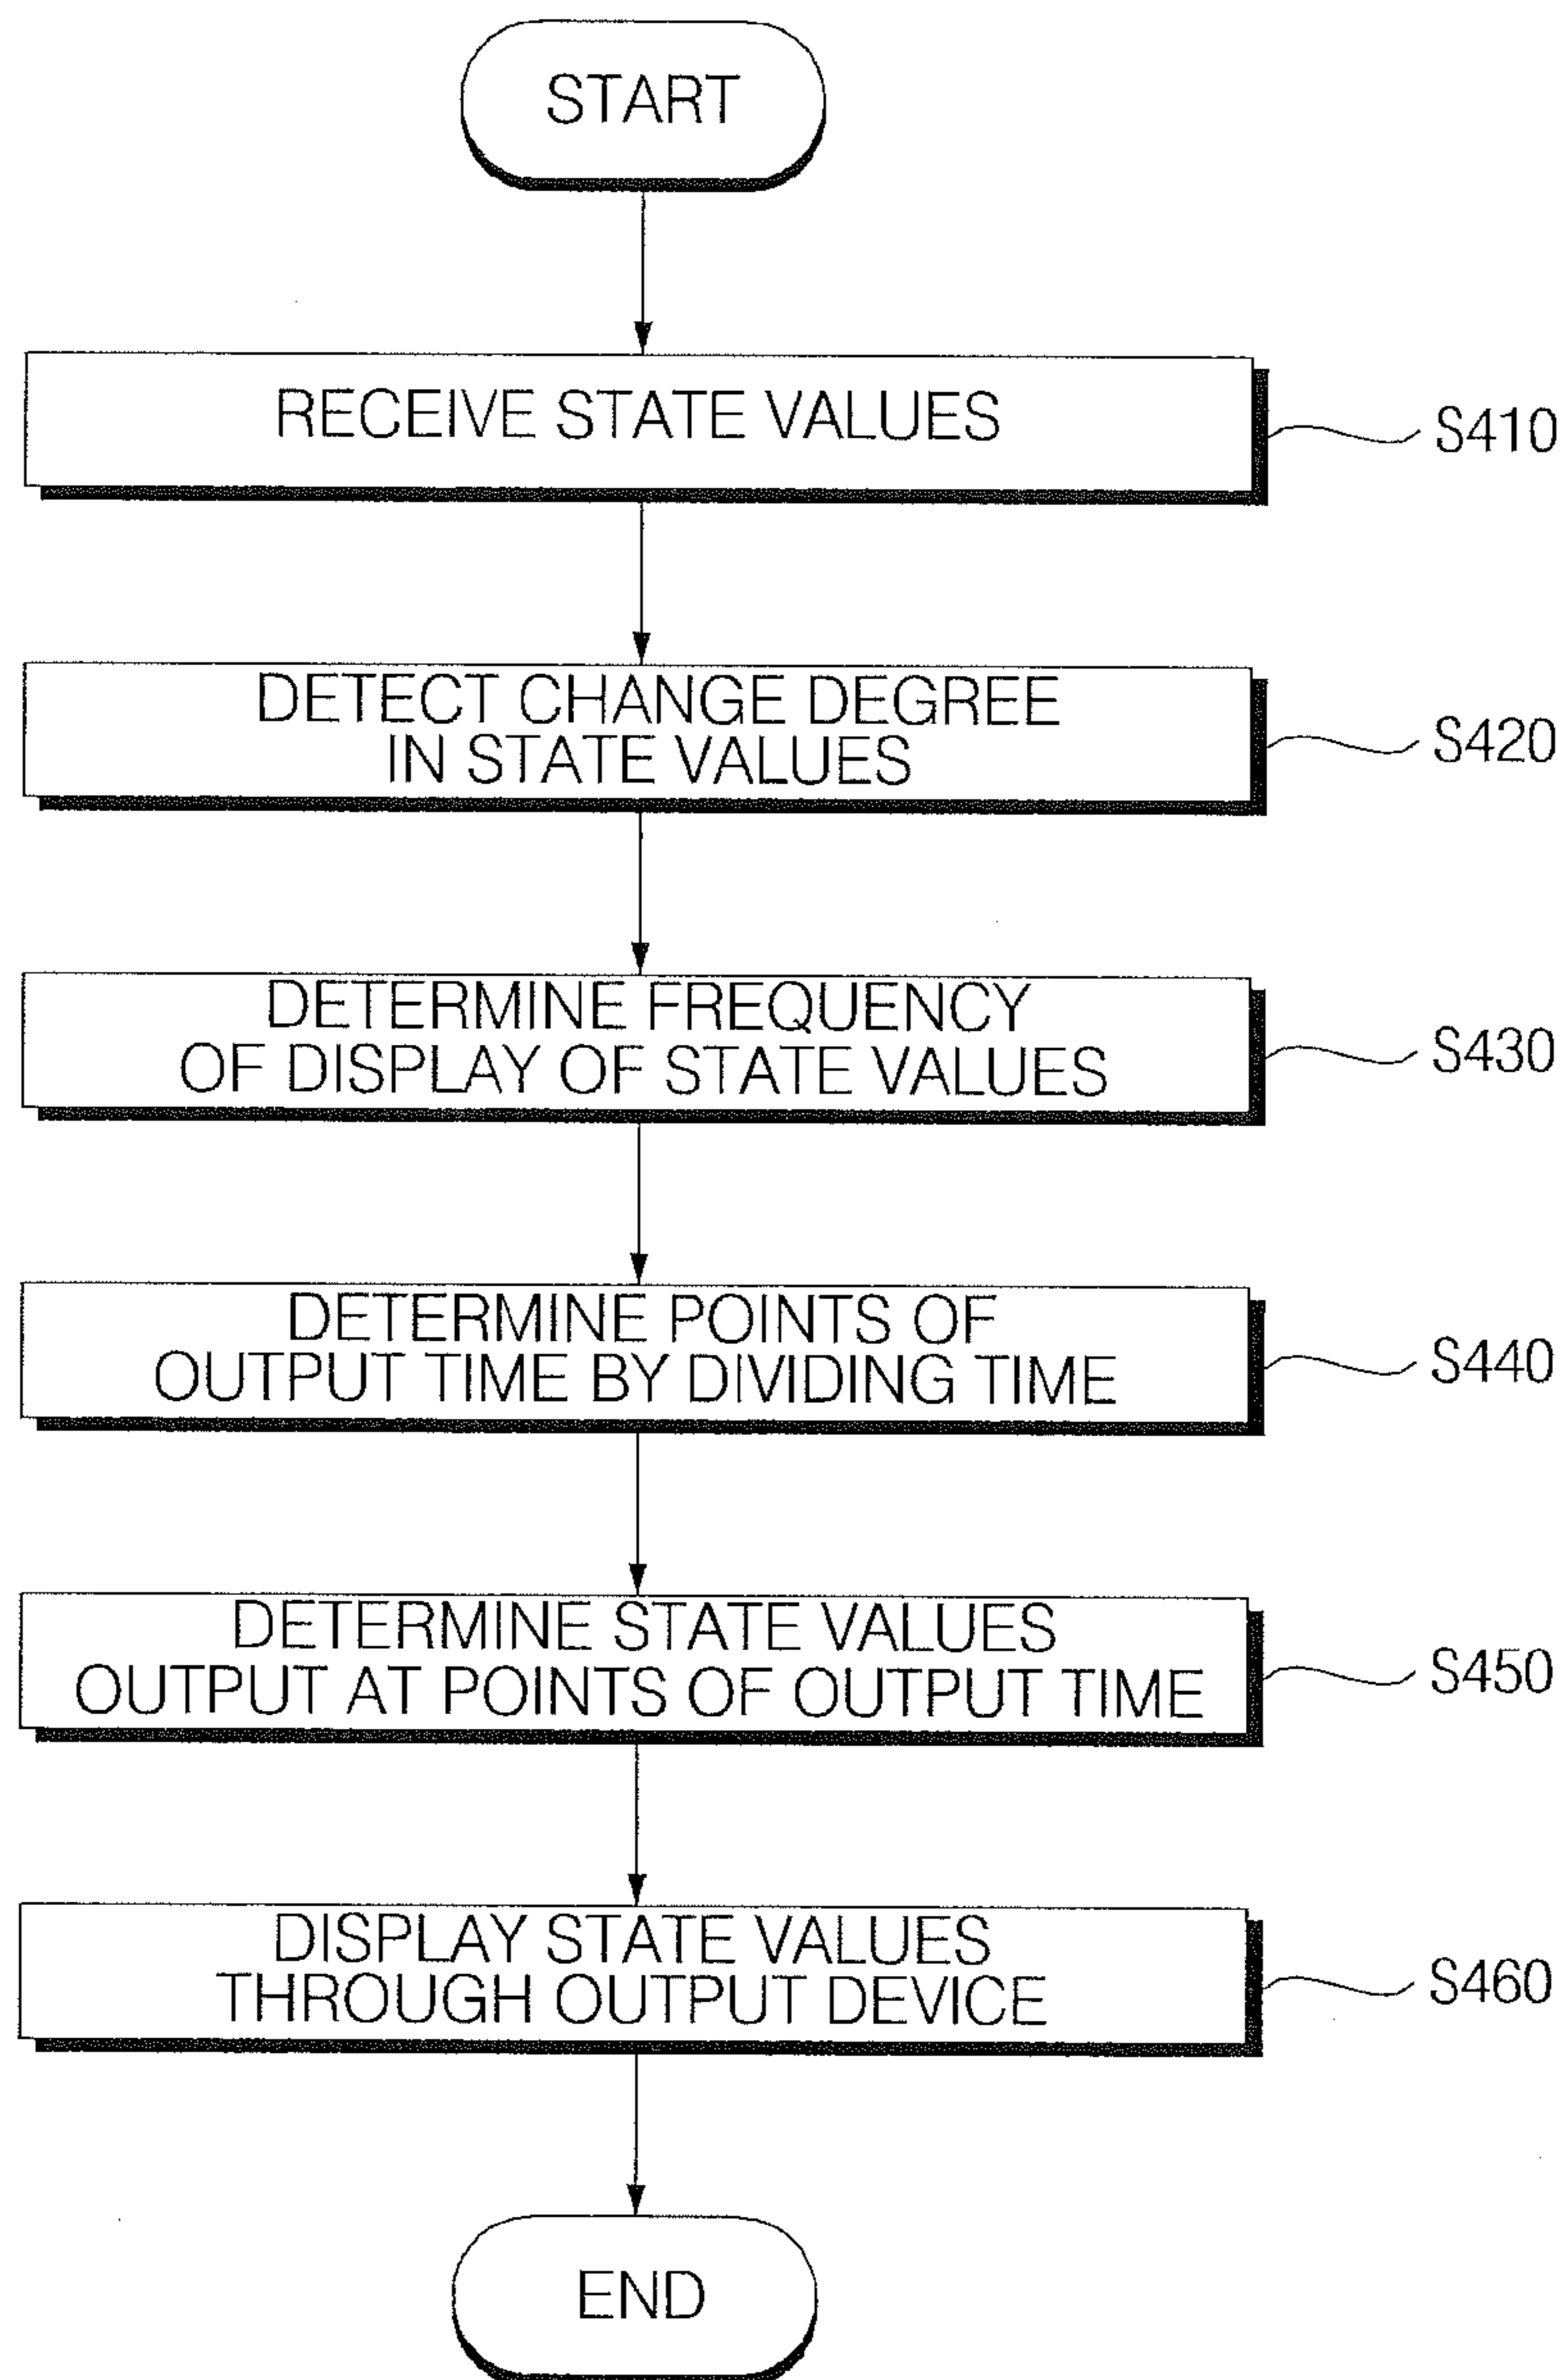 START
RECEIVE STATE VALUES
S410
DETECT CHANGE DEGREE
IN STATE VALUES
S420
DETERMINE FREQUENCY
OF DISPLAY OF STATE VALUES
S430
DETERMINE POINTS OF
OUTPUT TIME BY DIVIDING TIME
S440
DETERMINE STATE VALUES
OUTPUT AT POINTS OF OUTPUT TIME
S450
DISPLAY STATE VALUES
THROUGH OUTPUT DEVICE
S460
END